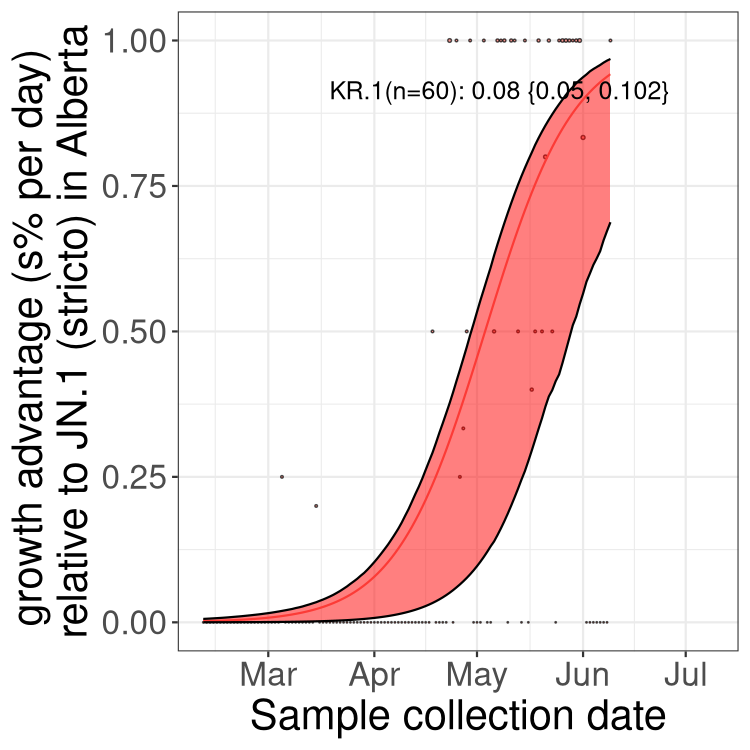 growth advantage (s% per day)
relative to JN.1 (stricto) in Alberta
1.00
0.75
0.50
0.25
0.00
KR.1(n=60): 0.08 {0.05, 0.102}
Mar Apr May Jun Jul
Sample collection date